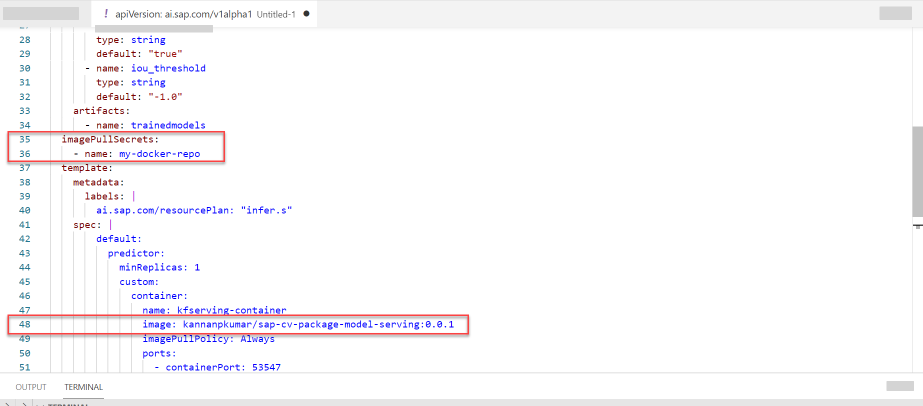 ! apiVersion: ai.sap.com/v1alpha1 Untitled-1 ●
27
28 type: string
29 default: "true"
30 - name: iou_threshold
31 type: string
32 default: "-1.0"
33 artifacts:
34 - name: trainedmodels
35 imagePullSecrets:
36 - name: my-docker-repo
37 template:
38 metadata:
39 labels: |
40 ai.sap.com/resourcePlan: "infer.s"
41 spec: |
42 default:
43 predictor:
44 minReplicas: 1
45 custom:
46 container:
47 name: kfserving-container
48 image: kannanpkumar/sap-cv-package-model-serving:0.0.1
49 imagePullPolicy: Always
50 ports:
51 - containerPort: 53547
OUTPUT TERMINAL
TERMINAL